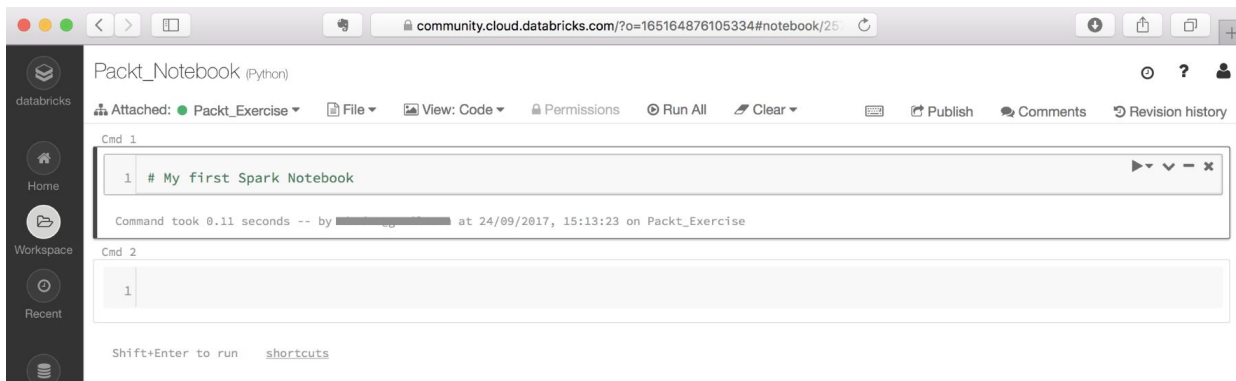 community.cloud.databricks.com/?o=165164876105334#notebook/25
databricks
Packt_Notebook (Python)
?
Attached: Packt_Exercise File View: Code Permissions Run All Clear Publish Comments Revision history
Cmd 1
1 # My first Spark Notebook
Command took 0.11 seconds -- by at 24/09/2017, 15:13:23 on Packt_Exercise
Home
Workspace
Cmd 2
1
Recent
Shift+Enter to run shortcuts